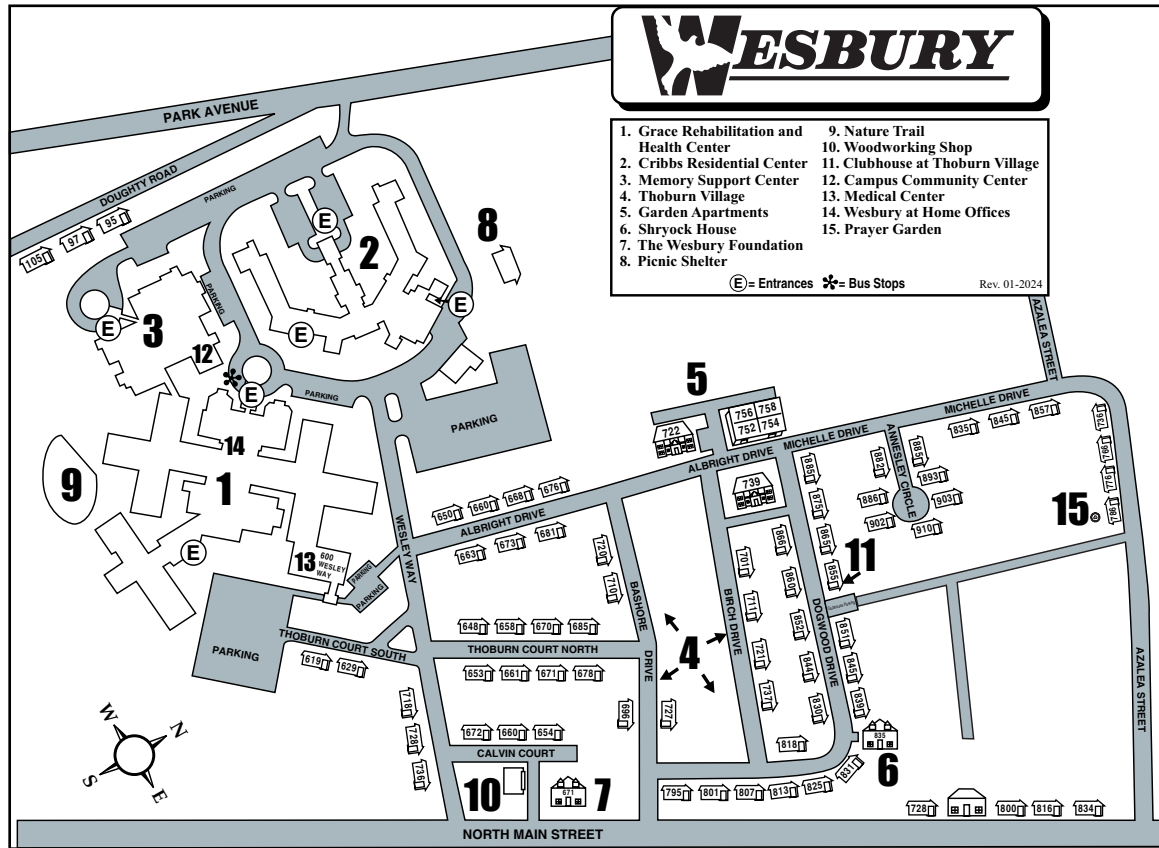 WESBURY
1. Grace Rehabilitation and
Health Center
2. Cribbs Residential Center
3. Memory Support Center
4. Thoburn Village
5. Garden Apartments
6. Shryock House
7. The Wesbury Foundation
8. Picnic Shelter
9. Nature Trail
10. Woodworking Shop
11. Clubhouse at Thoburn Village
12. Campus Community Center
13. Medical Center
14. Wesbury at Home Offices
15. Prayer Garden
E = Entrances
= Bus Stops
Rev. 01-2024
PARK AVENUE
DOUGHTY ROAD
PARKING
105
97
95
E
2
8
PARKING
E
E
E
3
12
E
PARKING
PARKING
14
1
9
E
13
600
WESLEY
WAY
PARKING
PARKING
PARKING
WESLEY WAY
5
722
756
758
752
754
ALBRIGHT DRIVE
MICHELLE DRIVE
MICHELLE DRIVE
AZALEA STREET
835
845
857
ANNESLEY CIRCLE
882
885
893
886
903
902
910
15
739
885
875
865
855
11
650
660
668
676
ALBRIGHT DRIVE
663
673
681
720
710
BASHORE
DRIVE
4
701
711
721
737
BIRCH DRIVE
866
860
852
844
830
818
DOGWOOD DRIVE
851
845
839
835
6
831
648
658
670
685
THOBURN COURT NORTH
653
661
671
678
THOBURN COURT SOUTH
619
629
718
728
736
672
660
654
CALVIN COURT
696
727
10
671
7
795
801
807
813
825
728
800
816
834
AZALEA STREET
NORTH MAIN STREET
W
N
S
E